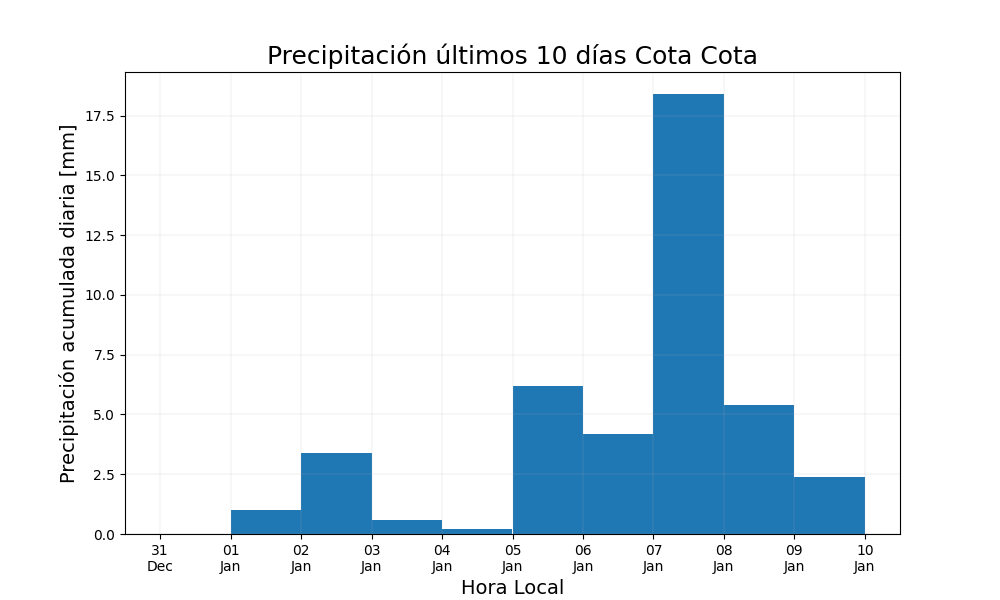 Precipitación últimos 10 días Cota Cota
Precipitación acumulada diaria [mm]
17.5
15.0
12.5
10.0
7.5
5.0
2.5
0.0
31 01 02 03 04 05 06 07 08 09 10
Dec Jan Jan Jan Jan Jan Jan Jan Jan Jan Jan
Hora Local